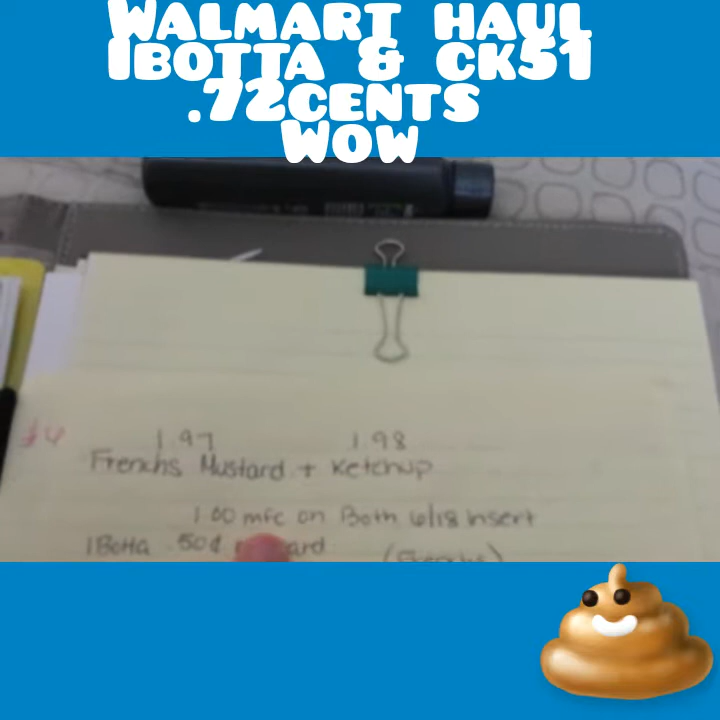 WALMART HAUL
IBOTTA & CK51
.72CENTS
WOW
1.97 1.98
Frenchs Mustard + Ketchup
1.00 mfc on Both 6/18 insert
IBotta .50¢